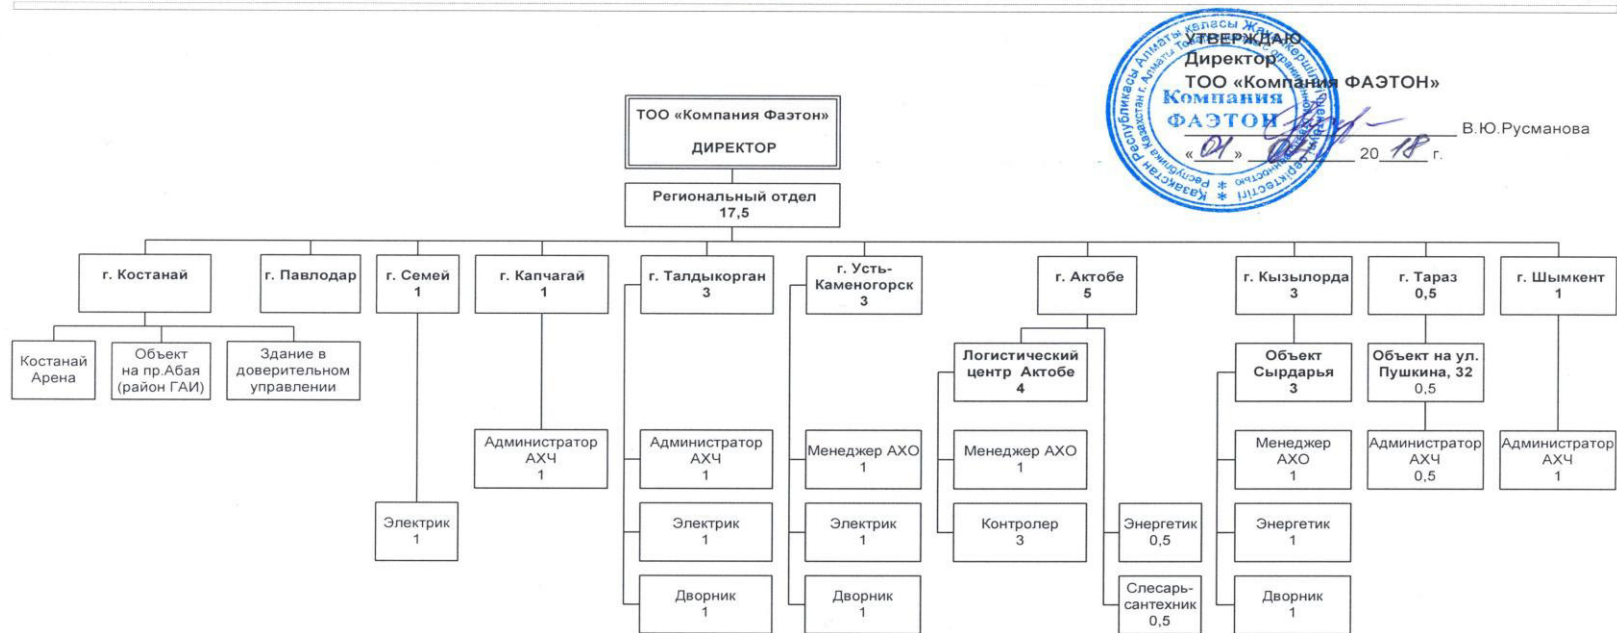 УТВЕРЖДАЮ
Директор
ТОО «Компания ФАЭТОН»
В.Ю.Русманова
«01» 20 18 г.
Компания
ФАЭТОН
ТОО «Компания Фаэтон»
ДИРЕКТОР
Региональный отдел
17,5
г. Костанай
г. Павлодар
г. Семей
1
г. Капчагай
1
г. Талдыкорган
3
г. Усть-
Каменогорск
3
г. Актобе
5
г. Кызылорда
3
г. Тараз
0,5
г. Шымкент
1
Костанай
Арена
Объект
на пр.Абая
(район ГАИ)
Здание в
доверительном
управлении
Логистический
центр Актобе
4
Объект
Сырдарья
3
Объект на ул.
Пушкина, 32
0,5
Администратор
АХЧ
1
Администратор
АХЧ
1
Менеджер АХО
1
Менеджер АХО
1
Менеджер
АХО
1
Администратор
АХЧ
0,5
Администратор
АХЧ
1
Электрик
1
Электрик
1
Электрик
1
Контролер
3
Энергетик
0,5
Энергетик
1
Дворник
1
Дворник
1
Слесарь-
сантехник
0,5
Дворник
1